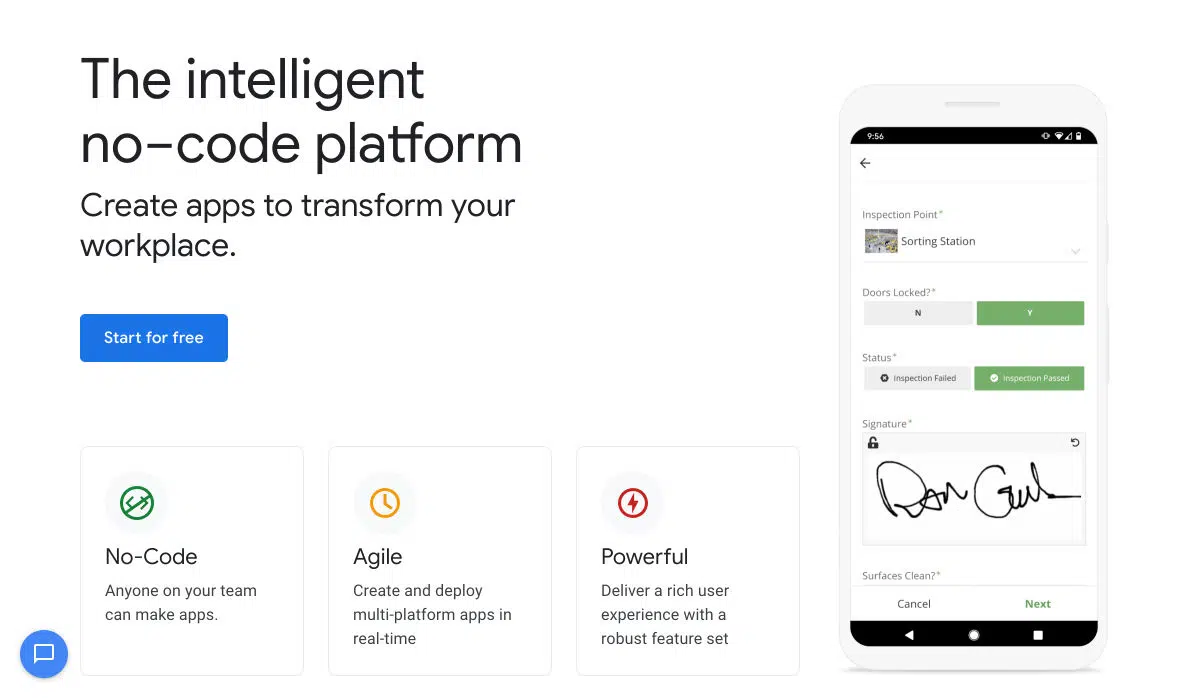 The intelligent
no-code platform
Create apps to transform your
workplace.
Start for free
No-Code
Anyone on your team
can make apps.
Agile
Create and deploy
multi-platform apps in
real-time
Powerful
Deliver a rich user
experience with a
robust feature set
9:56
Inspection Point*
Sorting Station
Doors Locked?*
N Y
Status*
Inspection Failed Inspection Passed
Signature*
Surfaces Clean?*
Cancel Next